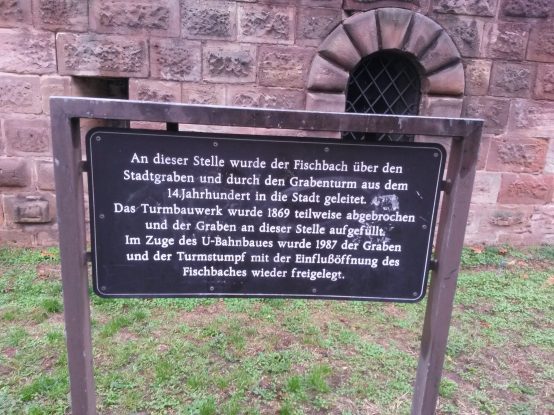 An dieser Stelle wurde der Fischbach über den
Stadtgraben und durch den Grabenturm aus dem
14.Jahrhundert in die Stadt geleitet.
Das Turmbauwerk wurde 1869 teilweise abgebrochen
und der Graben an dieser Stelle aufgefüllt.
Im Zuge des U-Bahnbaues wurde 1987 der Graben
und der Turmstumpf mit der Einflußöffnung des
Fischbaches wieder freigelegt.